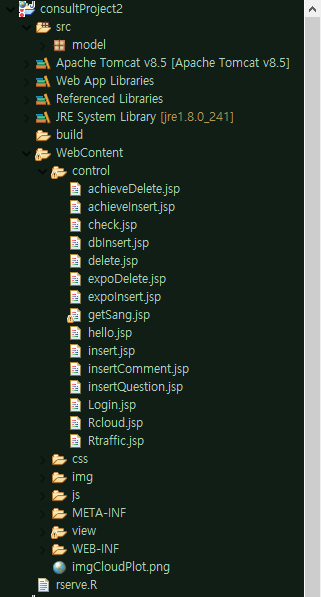 consultProject2
src
model
Apache Tomcat v8.5 [Apache Tomcat v8.5]
Web App Libraries
Referenced Libraries
JRE System Library [jre1.8.0_241]
build
WebContent
control
achieveDelete.jsp
achieveInsert.jsp
check.jsp
dbInsert.jsp
delete.jsp
expoDelete.jsp
expoInsert.jsp
getSang.jsp
hello.jsp
insert.jsp
insertComment.jsp
insertQuestion.jsp
Login.jsp
Rcloud.jsp
Rtraffic.jsp
css
img
js
META-INF
view
WEB-INF
imgCloudPlot.png
rserve.R